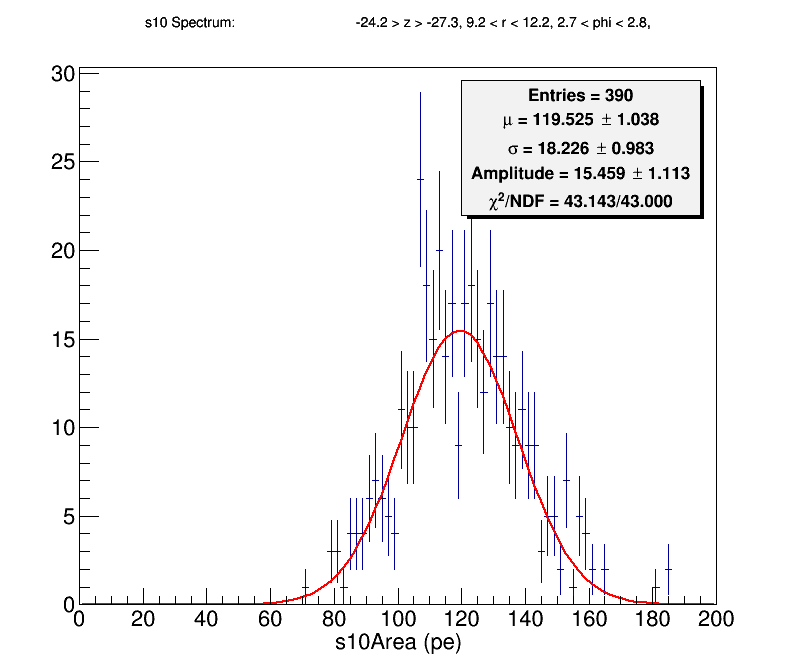 s10 Spectrum: -24.2 > z > -27.3, 9.2 < r < 12.2, 2.7 < phi < 2.8,
Entries = 390
μ = 119.525 ± 1.038
σ = 18.226 ± 0.983
Amplitude = 15.459 ± 1.113
χ²/NDF = 43.143/43.000
30
25
20
15
10
5
0
0 20 40 60 80 100 120 140 160 180 200
s10Area (pe)